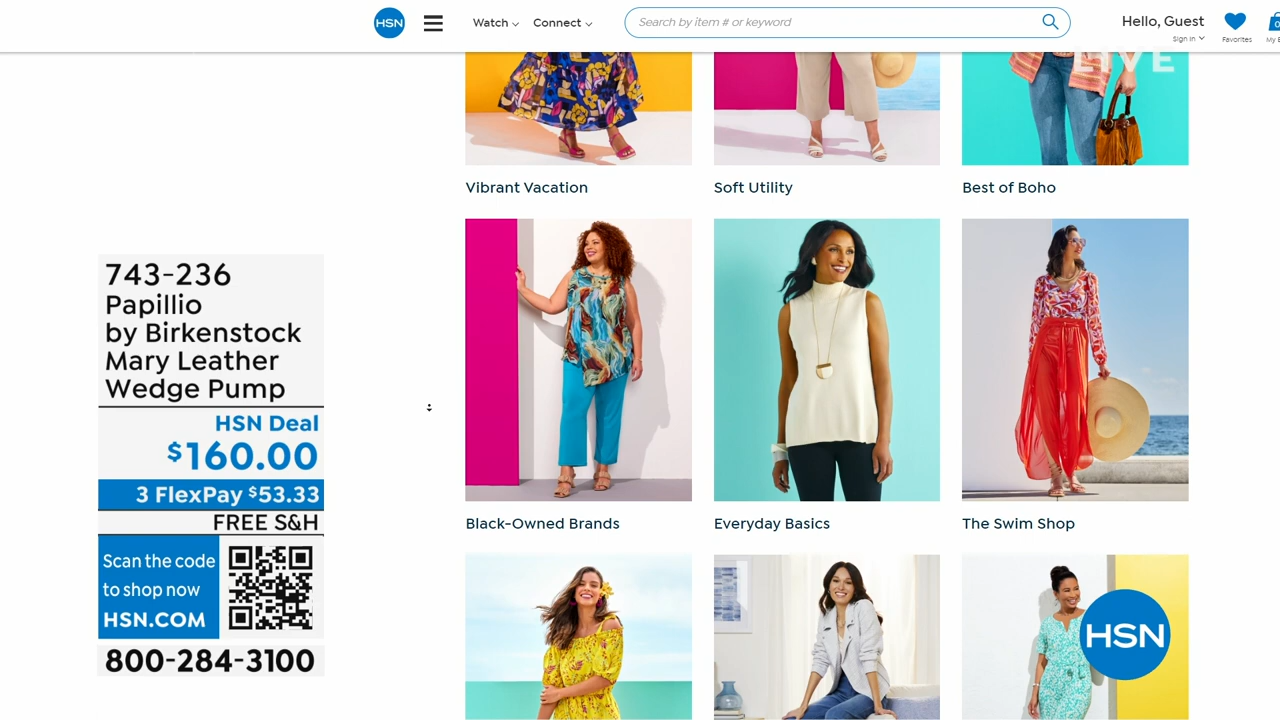 HSN
Watch
Connect
Search by item # or keyword
Hello, Guest
Sign In
Favorites
0
My
LIVE
Vibrant Vacation
Soft Utility
Best of Boho
743-236
Papillio
by Birkenstock
Mary Leather
Wedge Pump
HSN Deal
$160.00
3 FlexPay $53.33
FREE S&H
Scan the code
to shop now
HSN.COM
800-284-3100
Black-Owned Brands
Everyday Basics
The Swim Shop
HSN